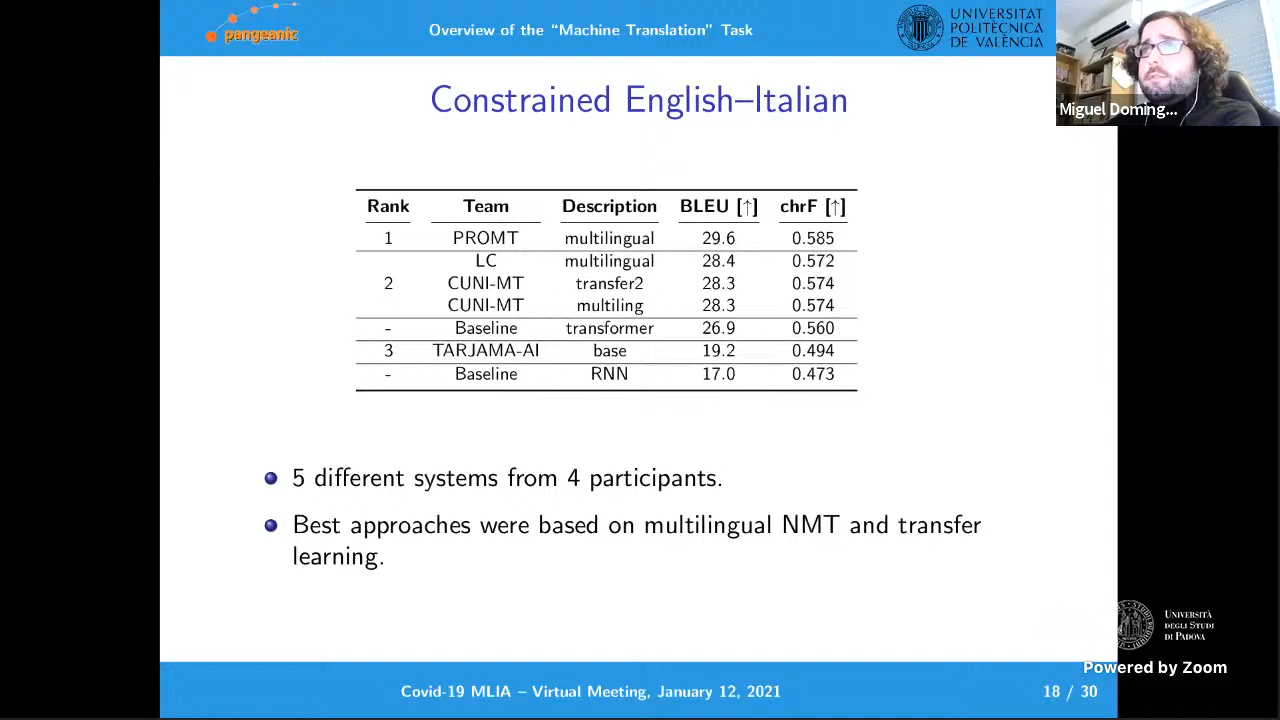 pangeanic
Overview of the “Machine Translation” Task
UNIVERSITAT
POLITÈCNICA
DE VALÈNCIA
Miguel Doming...
Constrained English–Italian
Rank Team Description BLEU [↑] chrF [↑]
1 PROMT multilingual 29.6 0.585
LC multilingual 28.4 0.572
2 CUNI-MT transfer2 28.3 0.574
CUNI-MT multiling 28.3 0.574
- Baseline transformer 26.9 0.560
3 TARJAMA-AI base 19.2 0.494
- Baseline RNN 17.0 0.473
5 different systems from 4 participants.
Best approaches were based on multilingual NMT and transfer
learning.
UNIVERSITÀ
DEGLI STUDI
DI PADOVA
Powered by Zoom
Covid-19 MLIA – Virtual Meeting, January 12, 2021
18 / 30